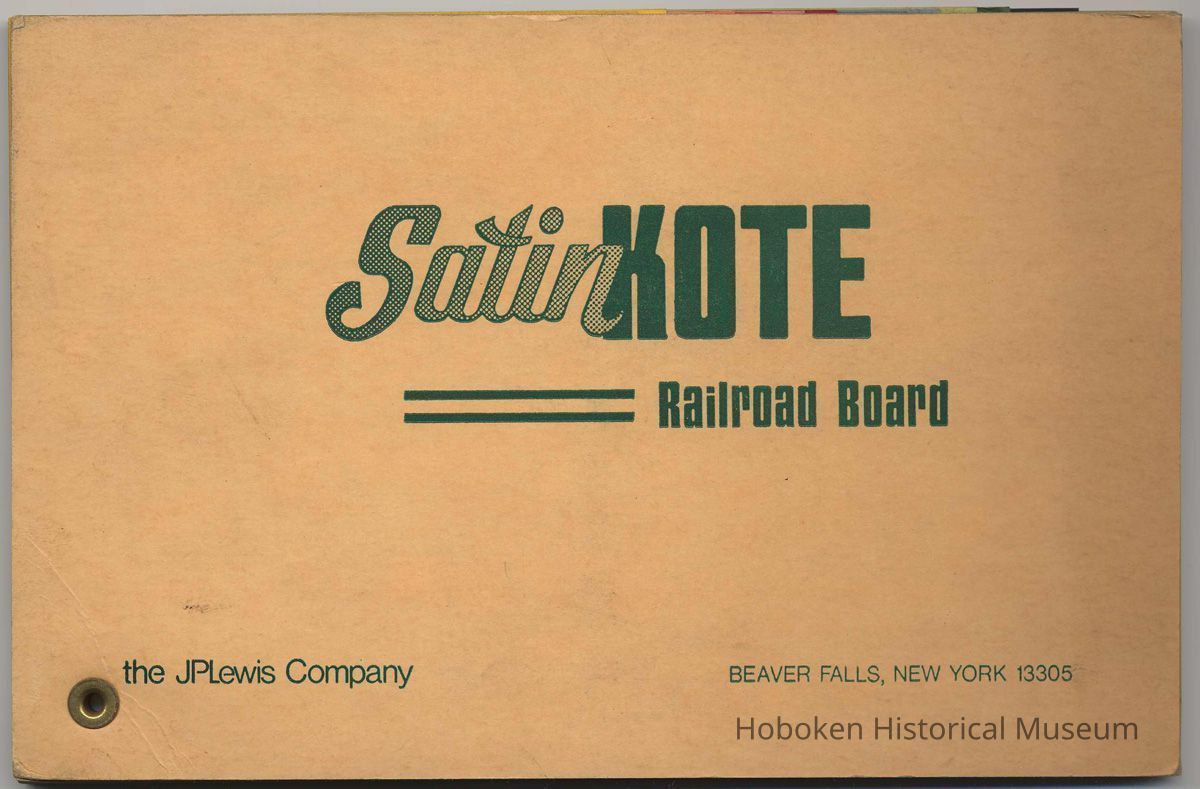 SatinKOTE
Railroad Board
the JPLewis Company
BEAVER FALLS, NEW YORK 13305
Hoboken Historical Museum